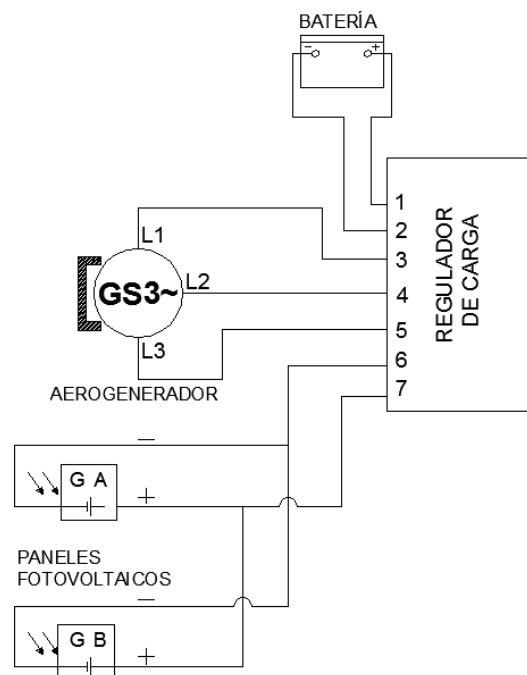 BATERÍA
- +
1
2
3
4
5
6
7
REGULADOR
DE CARGA
L1
L2
L3
GS3~
AEROGENERADOR
-
G A
+
PANELES
FOTOVOLTAICOS
-
G B
+